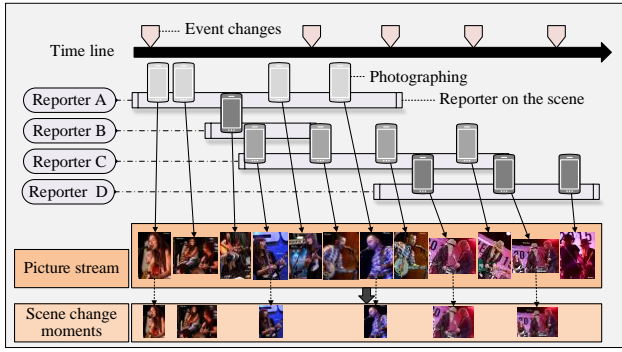 Event changes
Time line
Photographing
Reporter A
Reporter on the scene
Reporter B
Reporter C
Reporter D
Picture stream
Scene change
moments